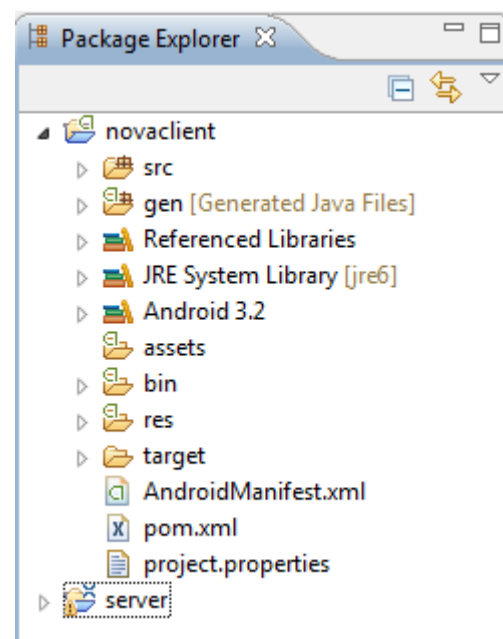 Package Explorer
novaclient
src
gen [Generated Java Files]
Referenced Libraries
JRE System Library [jre6]
Android 3.2
assets
bin
res
target
AndroidManifest.xml
pom.xml
project.properties
server